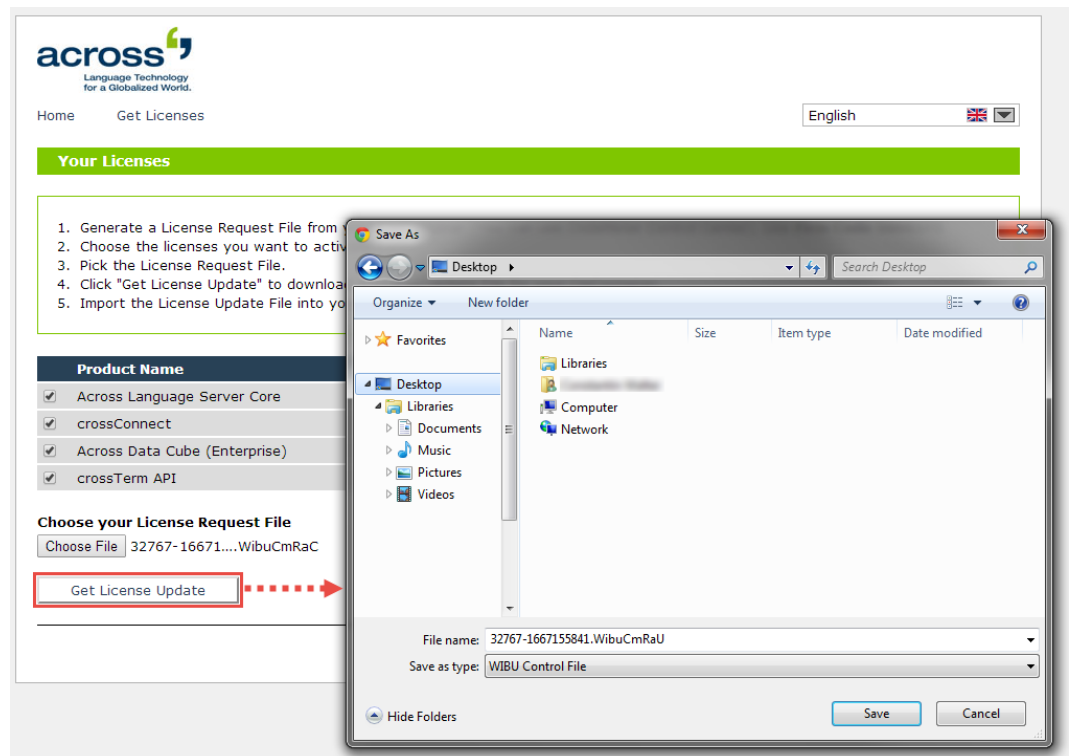 across
Language Technology
for a Globalized World.
Home Get Licenses English
Your Licenses
1. Generate a License Request File from
2. Choose the licenses you want to
3. Pick the License Request File.
4. Click "Get License Update" to
5. Import the License Update File into
Product Name
Across Language Server Core
crossConnect
Across Data Cube (Enterprise)
crossTerm API
Choose your License Request File
Choose File 32767-16671....WibuCmRaC
Get License Update
Save As
Desktop Search Desktop
Organize New folder
Name Size Item type Date modified
Favorites
Desktop
Libraries
Documents
Music
Pictures
Videos
Libraries
Computer
Network
File name: 32767-1667155841.WibuCmRaU
Save as type: WIBU Control File
Hide Folders Save Cancel